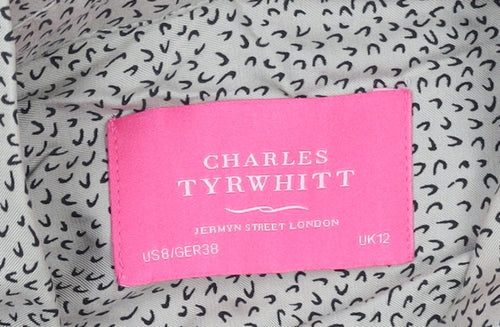 CHARLES
TYRWHITT
JERMYN STREET LONDON
US8/GER38 UK12